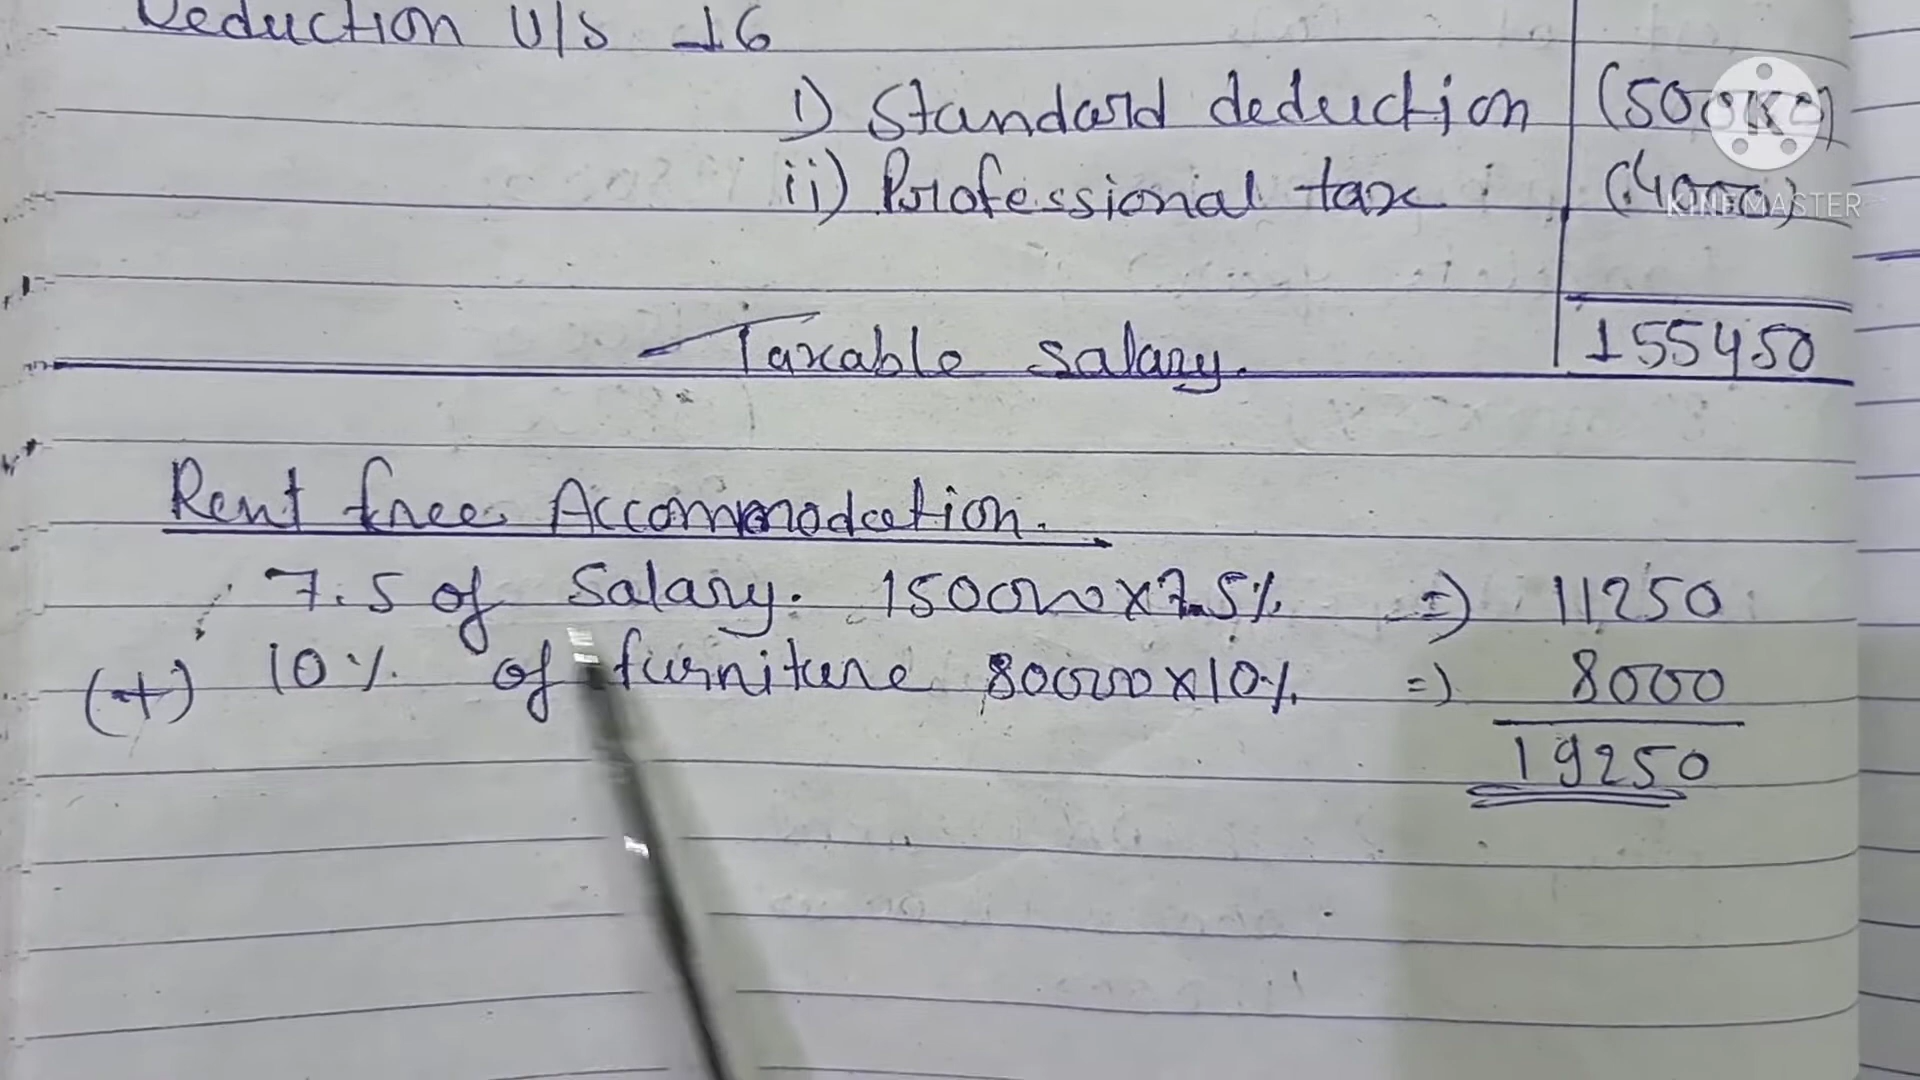 Deduction U/S 16
i) Standard deduction (50000)
ii) Professional tax (4000)
KINEMASTER
Taxable salary. 155450
Rent free Accommodation.
7.5 of salary. 150000x7.5% => 11250
(+) 10% of furniture 80000x10% => 8000
19250